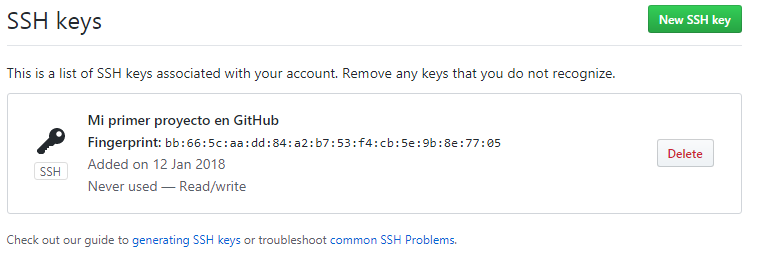 SSH keys
New SSH key
This is a list of SSH keys associated with your account. Remove any keys that you do not recognize.
Mi primer proyecto en GitHub
Fingerprint: bb:66:5c:aa:dd:84:a2:b7:53:f4:cb:5e:9b:8e:77:05
Added on 12 Jan 2018
Never used — Read/write
SSH
Delete
Check out our guide to generating SSH keys or troubleshoot common SSH Problems.